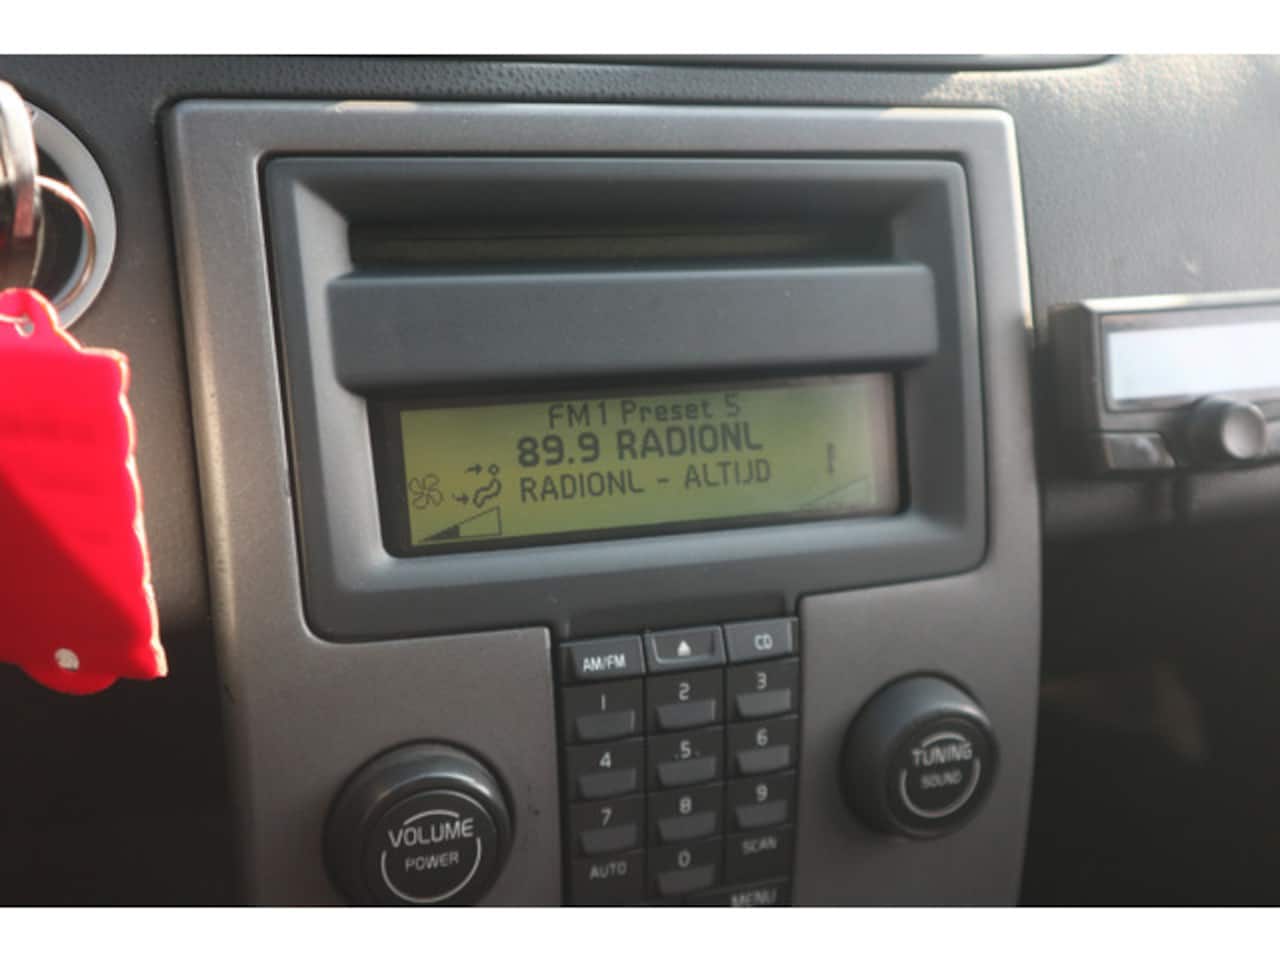 FM1 Preset 5
89.9 RADIONL
RADIONL - ALTIJD
AM/FM
CD
1
2
3
4
.5.
6
7
8
9
AUTO
0
SCAN
MENU
VOLUME
POWER
TUNING
SOUND